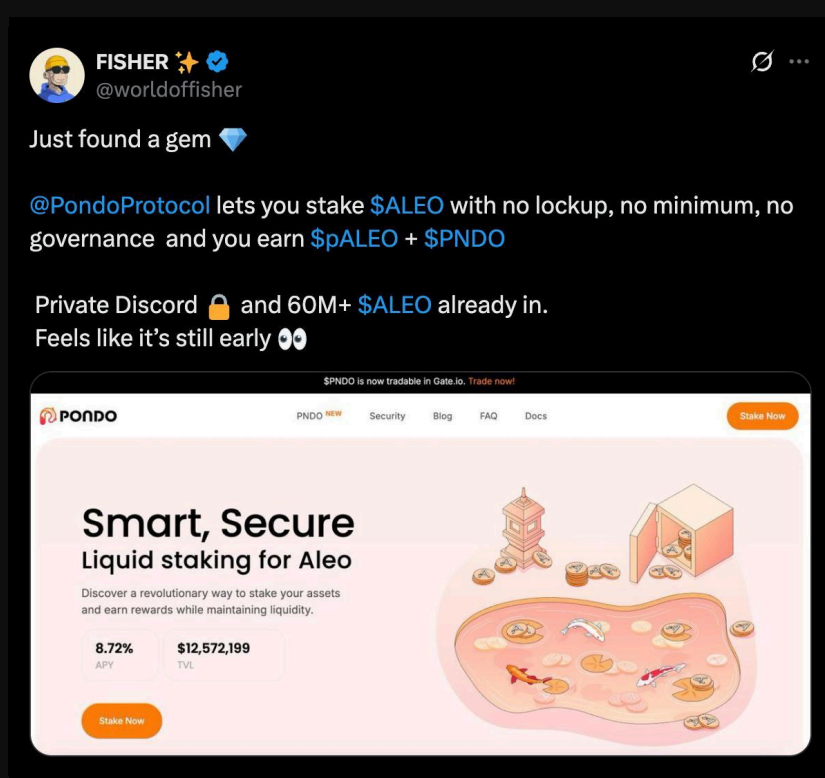 FISHER ✨
@worldoffisher
Just found a gem 💎
@PondoProtocol lets you stake $ALEO with no lockup, no minimum, no
governance  and you earn $pALEO + $PNDO
Private Discord 🔒 and 60M+ $ALEO already in.
Feels like it’s still early 👀
$PNDO is now tradable in Gate.io. Trade now!
PONDO
PNDO NEW
Security
Blog
FAQ
Docs
Stake Now
Smart, Secure
Liquid staking for Aleo
Discover a revolutionary way to stake your assets
and earn rewards while maintaining liquidity.
8.72%
APY
$12,572,199
TVL
Stake Now